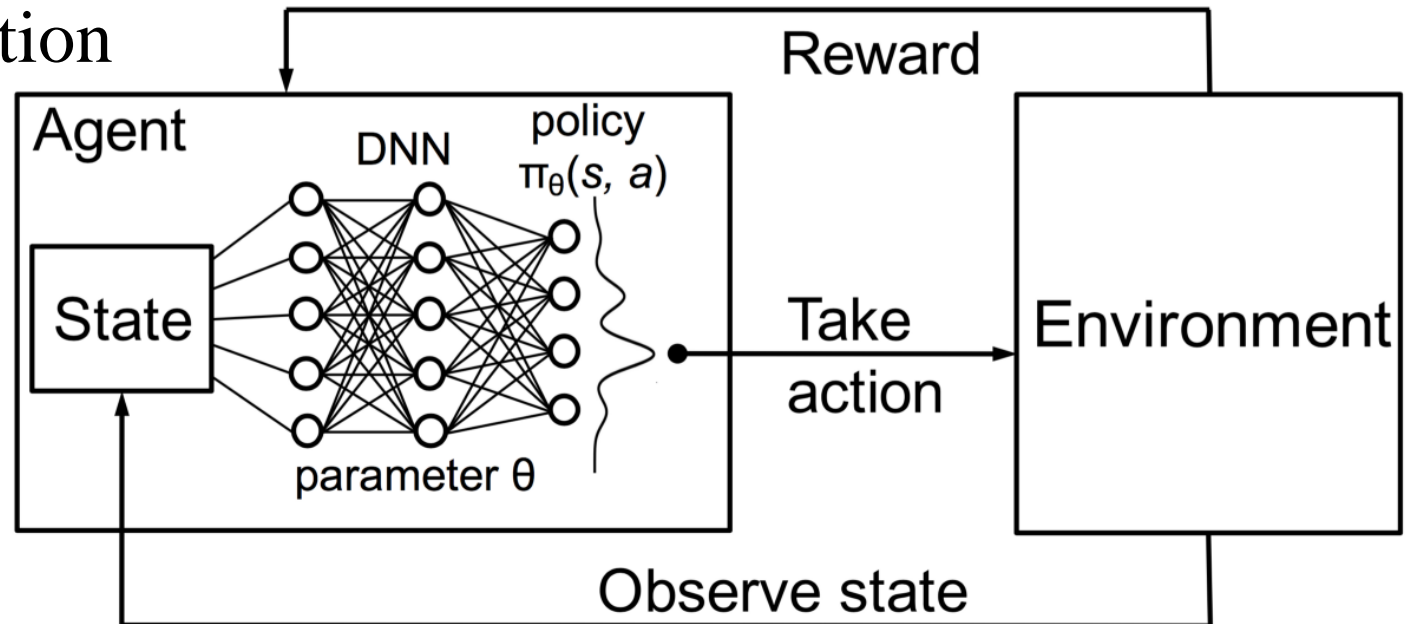 tion
Reward
Agent
DNN
policy
πθ(s, a)
State
Take
action
Environment
parameter θ
Observe state